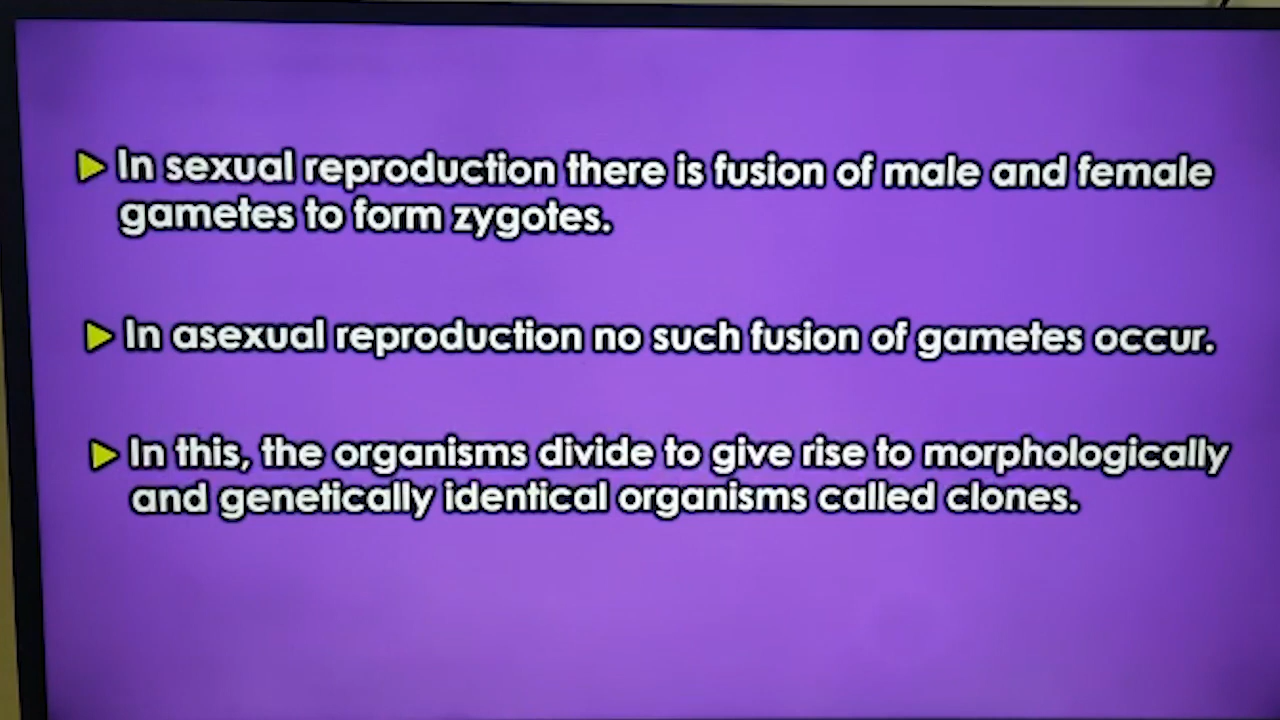 In sexual reproduction there is fusion of male and female
gametes to form zygotes.
In asexual reproduction no such fusion of gametes occur.
In this, the organisms divide to give rise to morphologically
and genetically identical organisms called clones.